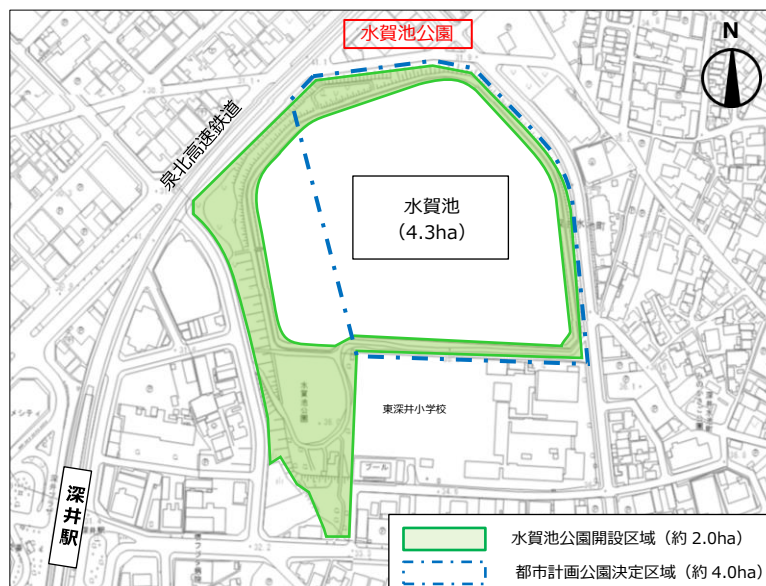 水賀池公園
N
泉北高速鉄道
水賀池
（4.3ha）
水賀池公園
東深井小学校
プール
深井駅
水賀池公園開設区域（約 2.0ha）
都市計画公園決定区域（約 4.0ha）